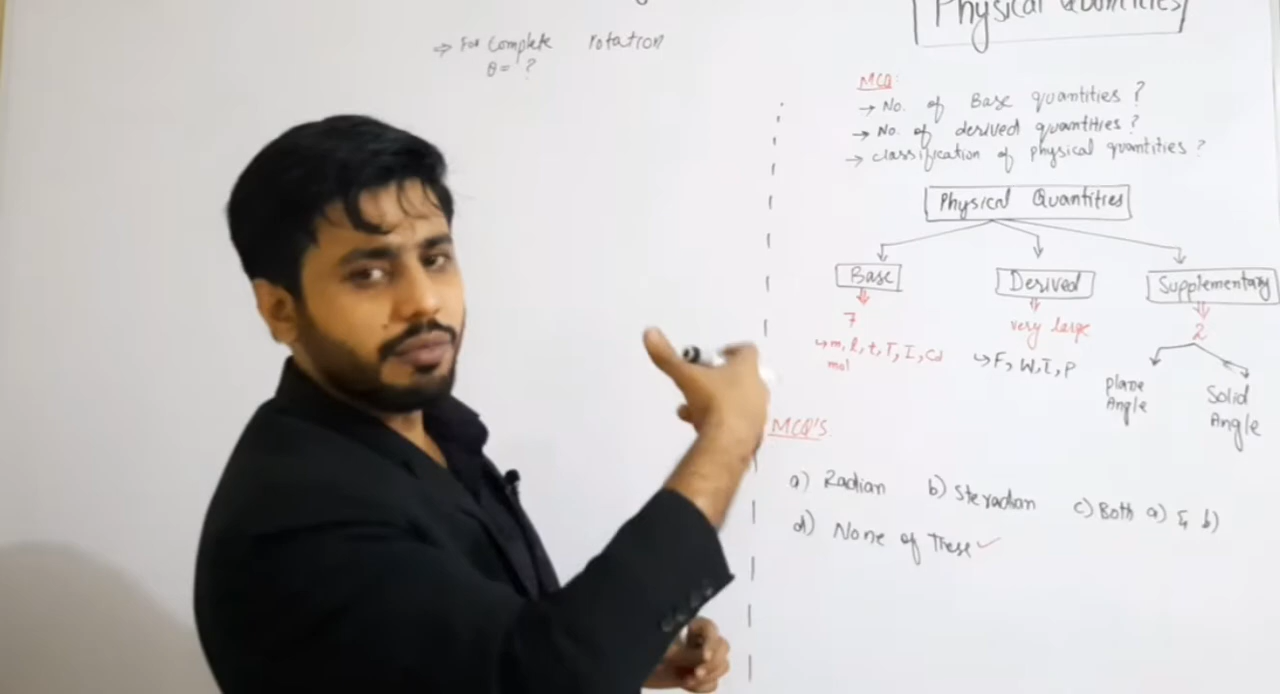 ⇒ For Complete rotation
θ = ?
Physical Quantities
MCQ:
→ No. of Base quantities?
→ No. of derived quantities?
→ classification of physical quantities?
Physical Quantities
Base Derived Supplementary
7 very large 2
↳ m, l, t, T, I, Cd
mol
↳ F, W, τ, P
Plane
Angle
Solid
Angle
MCQ'S
a) Radian b) Steradian c) Both a) & b)
d) None of These ✓